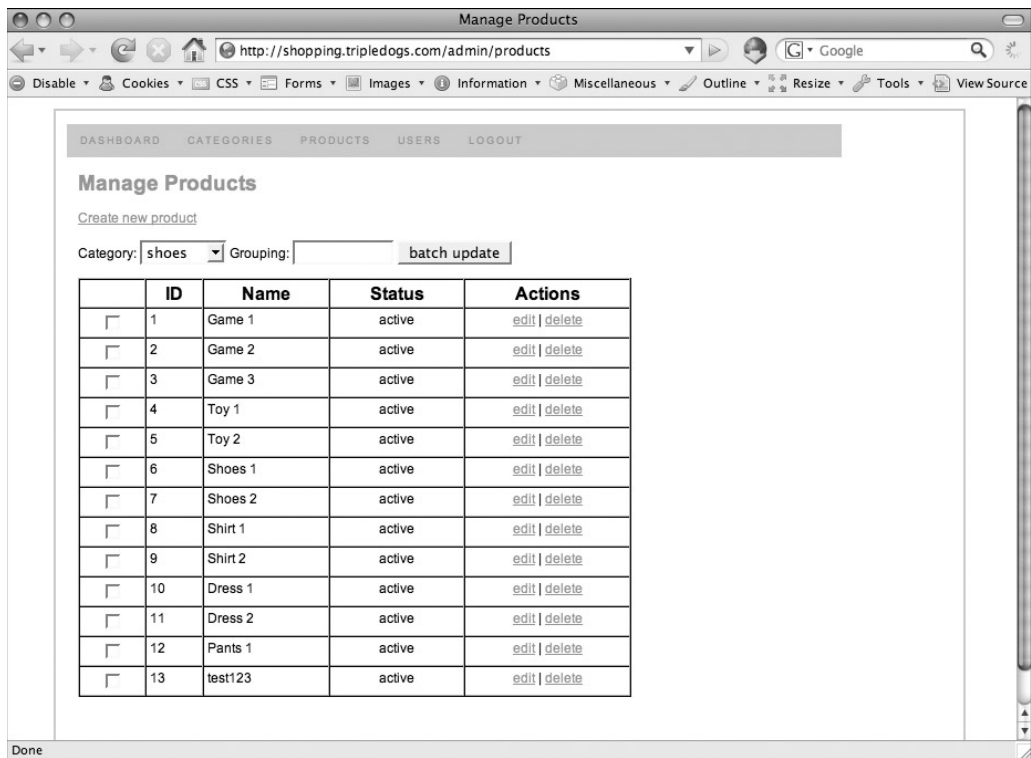 Manage Products
http://shopping.tripledogs.com/admin/products
G Google
Disable Cookies CSS Forms Images Information Miscellaneous Outline Resize Tools View Source
DASHBOARD CATEGORIES PRODUCTS USERS LOGOUT
Manage Products
Create new product
Category: shoes Grouping: batch update
ID Name Status Actions
1 Game 1 active edit | delete
2 Game 2 active edit | delete
3 Game 3 active edit | delete
4 Toy 1 active edit | delete
5 Toy 2 active edit | delete
6 Shoes 1 active edit | delete
7 Shoes 2 active edit | delete
8 Shirt 1 active edit | delete
9 Shirt 2 active edit | delete
10 Dress 1 active edit | delete
11 Dress 2 active edit | delete
12 Pants 1 active edit | delete
13 test123 active edit | delete
Done